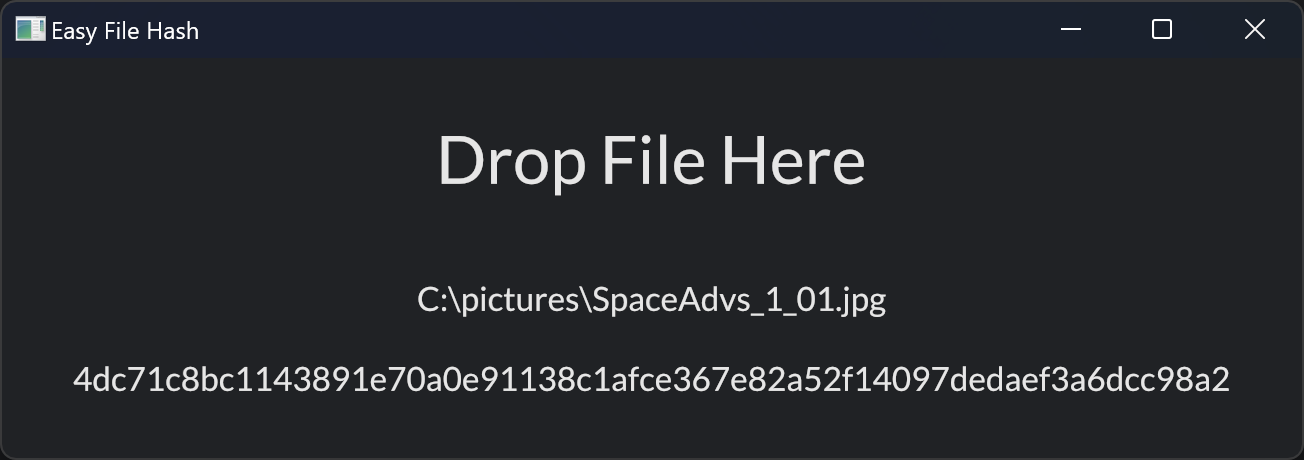 Easy File Hash
Drop File Here
C:\pictures\SpaceAdvs_1_01.jpg
4dc71c8bc1143891e70a0e91138c1afce367e82a52f14097dedaef3a6dcc98a2